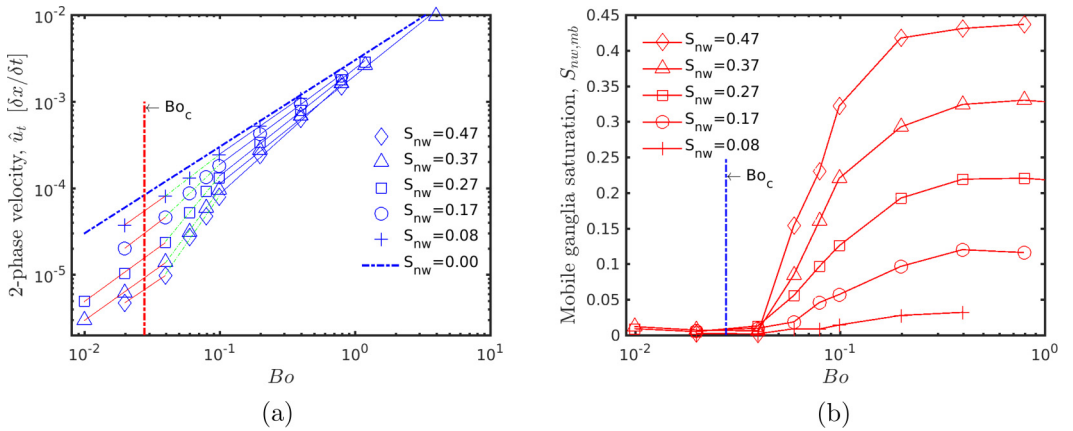 2-phase velocity, û_t [δx/δt]
10^-2
10^-3
10^-4
10^-5
10^-2
10^-1
10^0
10^1
Bo
← Bo_c
S_nw=0.47
S_nw=0.37
S_nw=0.27
S_nw=0.17
S_nw=0.08
S_nw=0.00
(a)
Mobile ganglia saturation, S_nw,mb
0.45
0.4
0.35
0.3
0.25
0.2
0.15
0.1
0.05
0
10^-2
10^-1
10^0
Bo
S_nw=0.47
S_nw=0.37
S_nw=0.27
S_nw=0.17
S_nw=0.08
← Bo_c
(b)